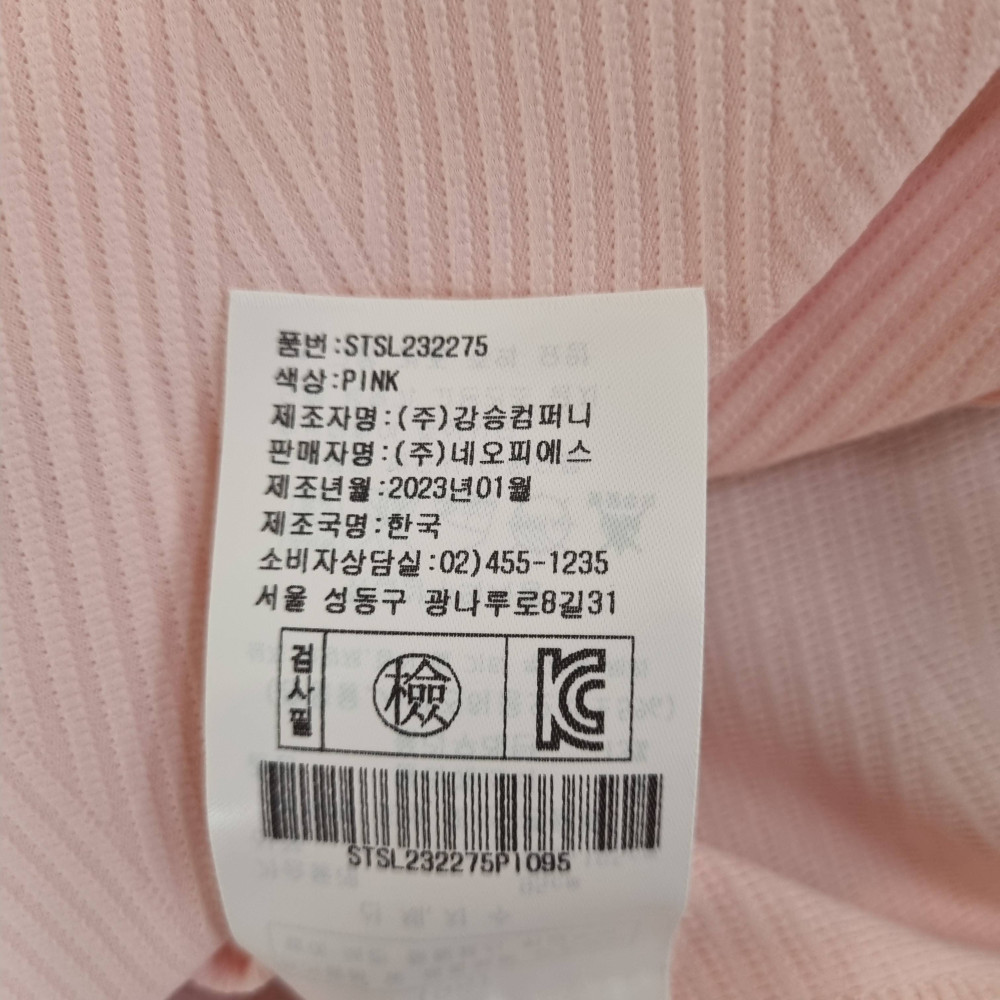 품번:STSL232275
색상:PINK
제조자명:(주)강승컴퍼니
판매자명:(주)네오피에스
제조년월:2023년01월
제조국명:한국
소비자상담실:02)455-1235
서울 성동구 광나루로8길31
검사필
檢
KC
STSL232275PI095